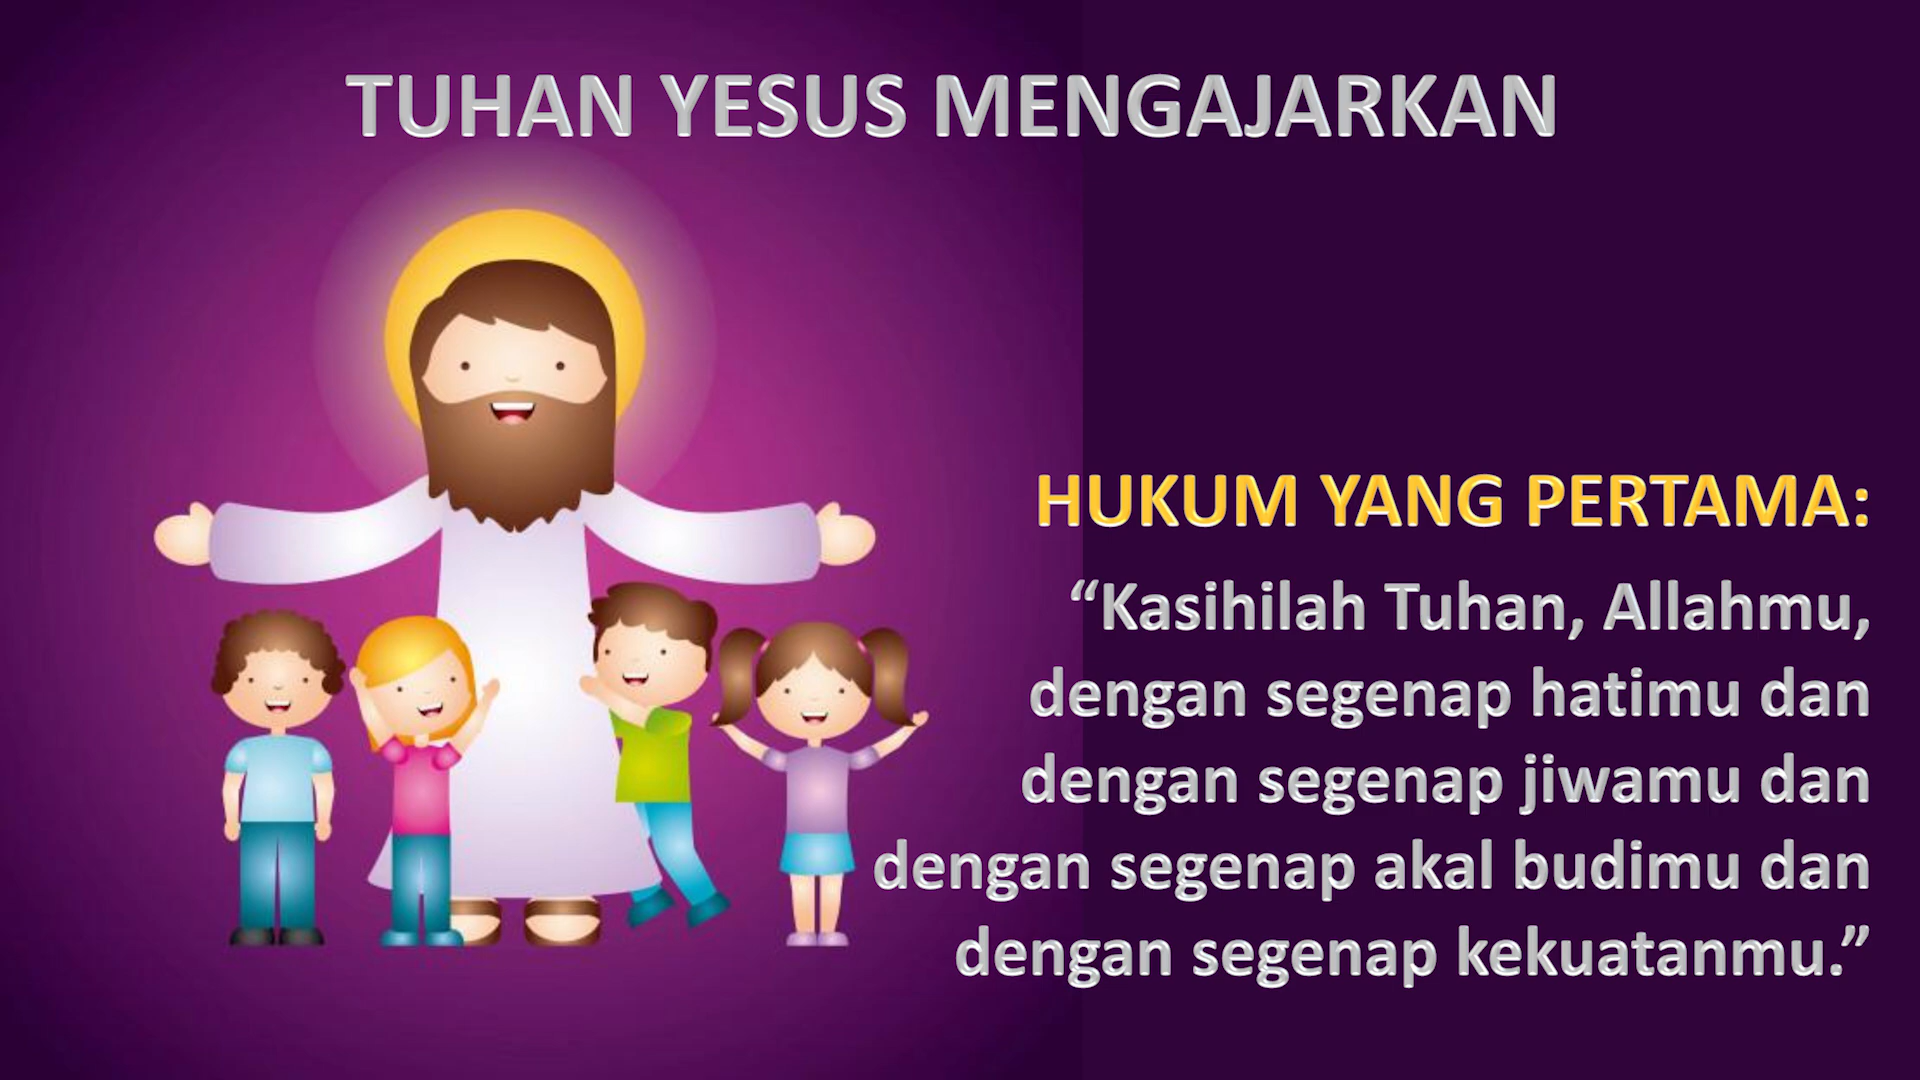 TUHAN YESUS MENGAJARKAN
HUKUM YANG PERTAMA:
“Kasihilah Tuhan, Allahmu,
dengan segenap hatimu dan
dengan segenap jiwamu dan
dengan segenap akal budimu dan
dengan segenap kekuatanmu.”